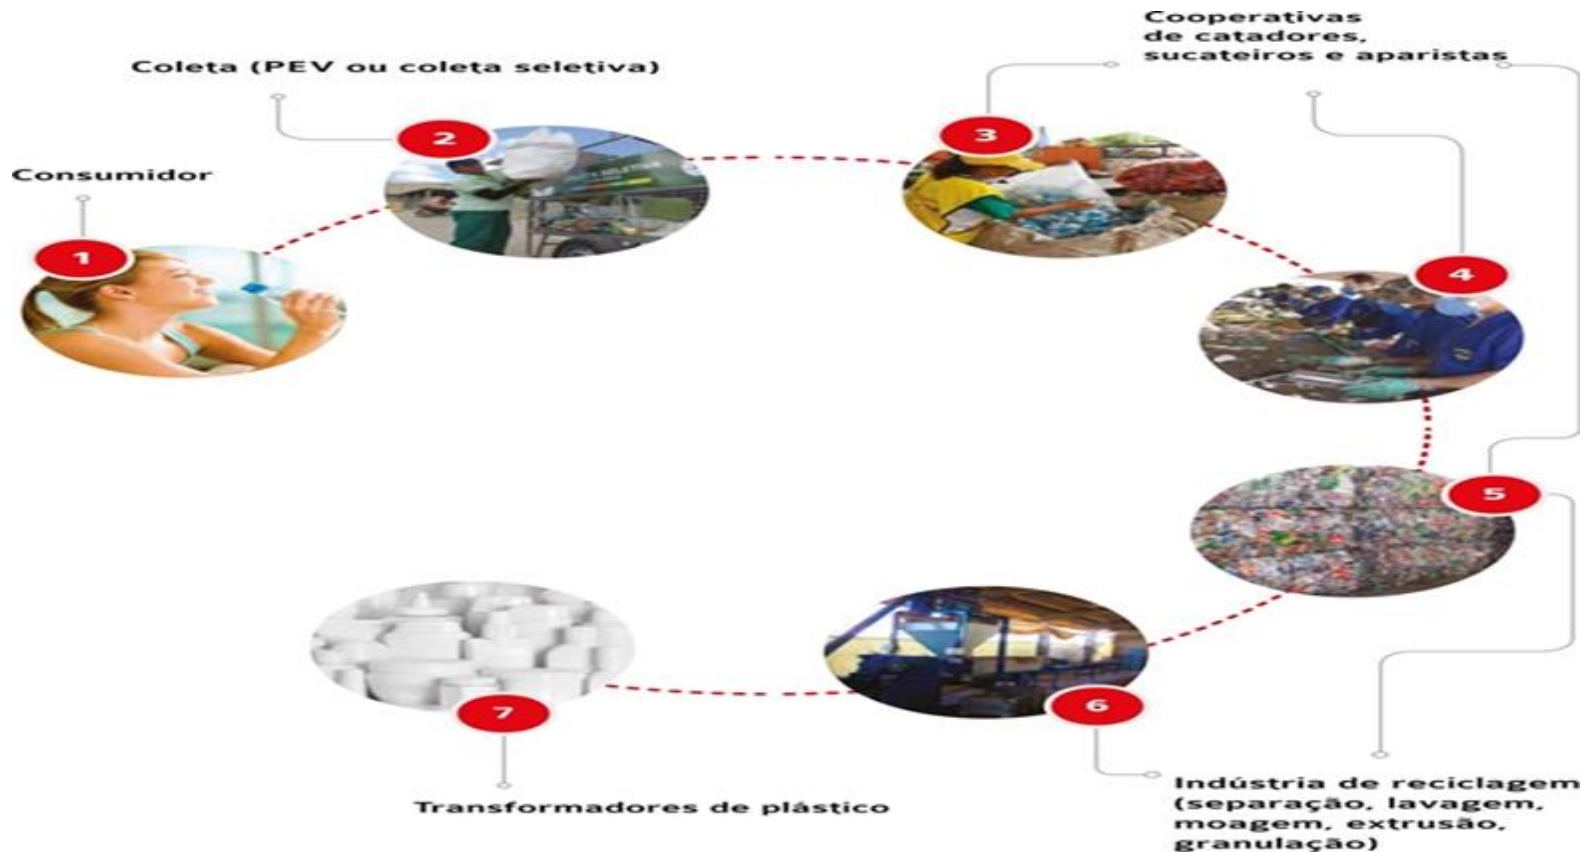 Cooperativas
de catadores,
sucateiros e aparistas
Coleta (PEV ou coleta seletiva)
2
3
Consumidor
1
4
5
6
7
Transformadores de plástico
Indústria de reciclagem
(separação, lavagem,
moagem, extrusão,
granulação)